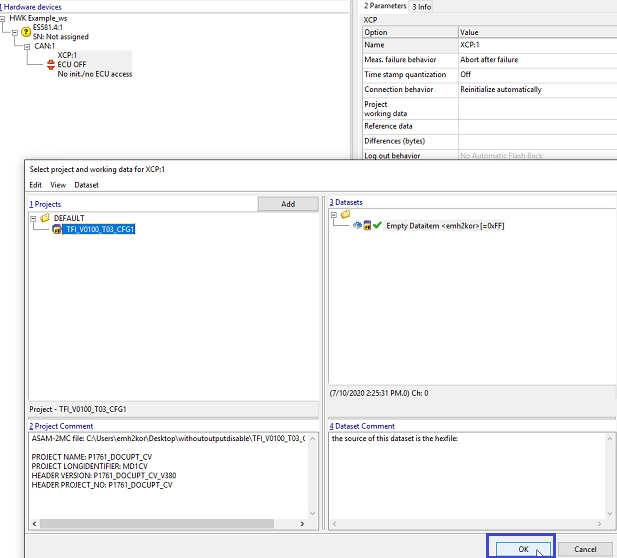 1 Hardware devices
HWK Example_ws
ES581.4:1
SN: Not assigned
CAN:1
XCP:1
ECU OFF
No init./no ECU access
2 Parameters
3 Info
XCP
Option Value
Name XCP:1
Meas. failure behavior Abort after failure
Time stamp quantization Off
Connection behavior Reinitialize automatically
Project
working data
Reference data
Differences (bytes)
Log out behavior No Automatic Flash Back
Select project and working data for XCP:1
Edit View Dataset
1 Projects
Add
DEFAULT
TFI_V0100_T03_CFG1
Project - TFI_V0100_T03_CFG1
3 Datasets
Empty Dataitem <emh2kor>[=0xFF]
(7/10/2020 2:25:31 PM.0) Ch: 0
2 Project Comment
ASAM-2MC file: C:\Users\emh2kor\Desktop\withoutoutputdisable\TFI_V0100_T03_C
PROJECT NAME: P1761_DOCUPT_CV
PROJECT LONGIDENTIFIER: MD1CV
HEADER VERSION: P1761_DOCUPT_CV_V380
HEADER PROJECT_NO: P1761_DOCUPT_CV
4 Dataset Comment
the source of this dataset is the hexfile:
OK
Cancel